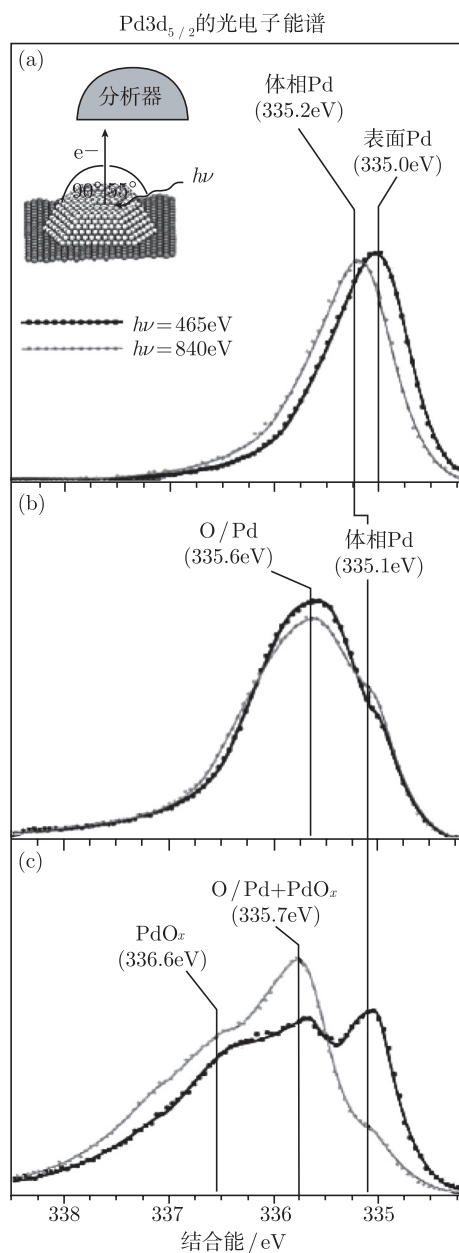 Pd3d5/2的光电子能谱
(a)
分析器
e−
90° 55°
hν
体相Pd
(335.2eV)
表面Pd
(335.0eV)
hν=465eV
hν=840eV
(b)
O/Pd
(335.6eV)
体相Pd
(335.1eV)
(c)
O/Pd+PdOx
(335.7eV)
PdOx
(336.6eV)
338 337 336 335
结合能/eV